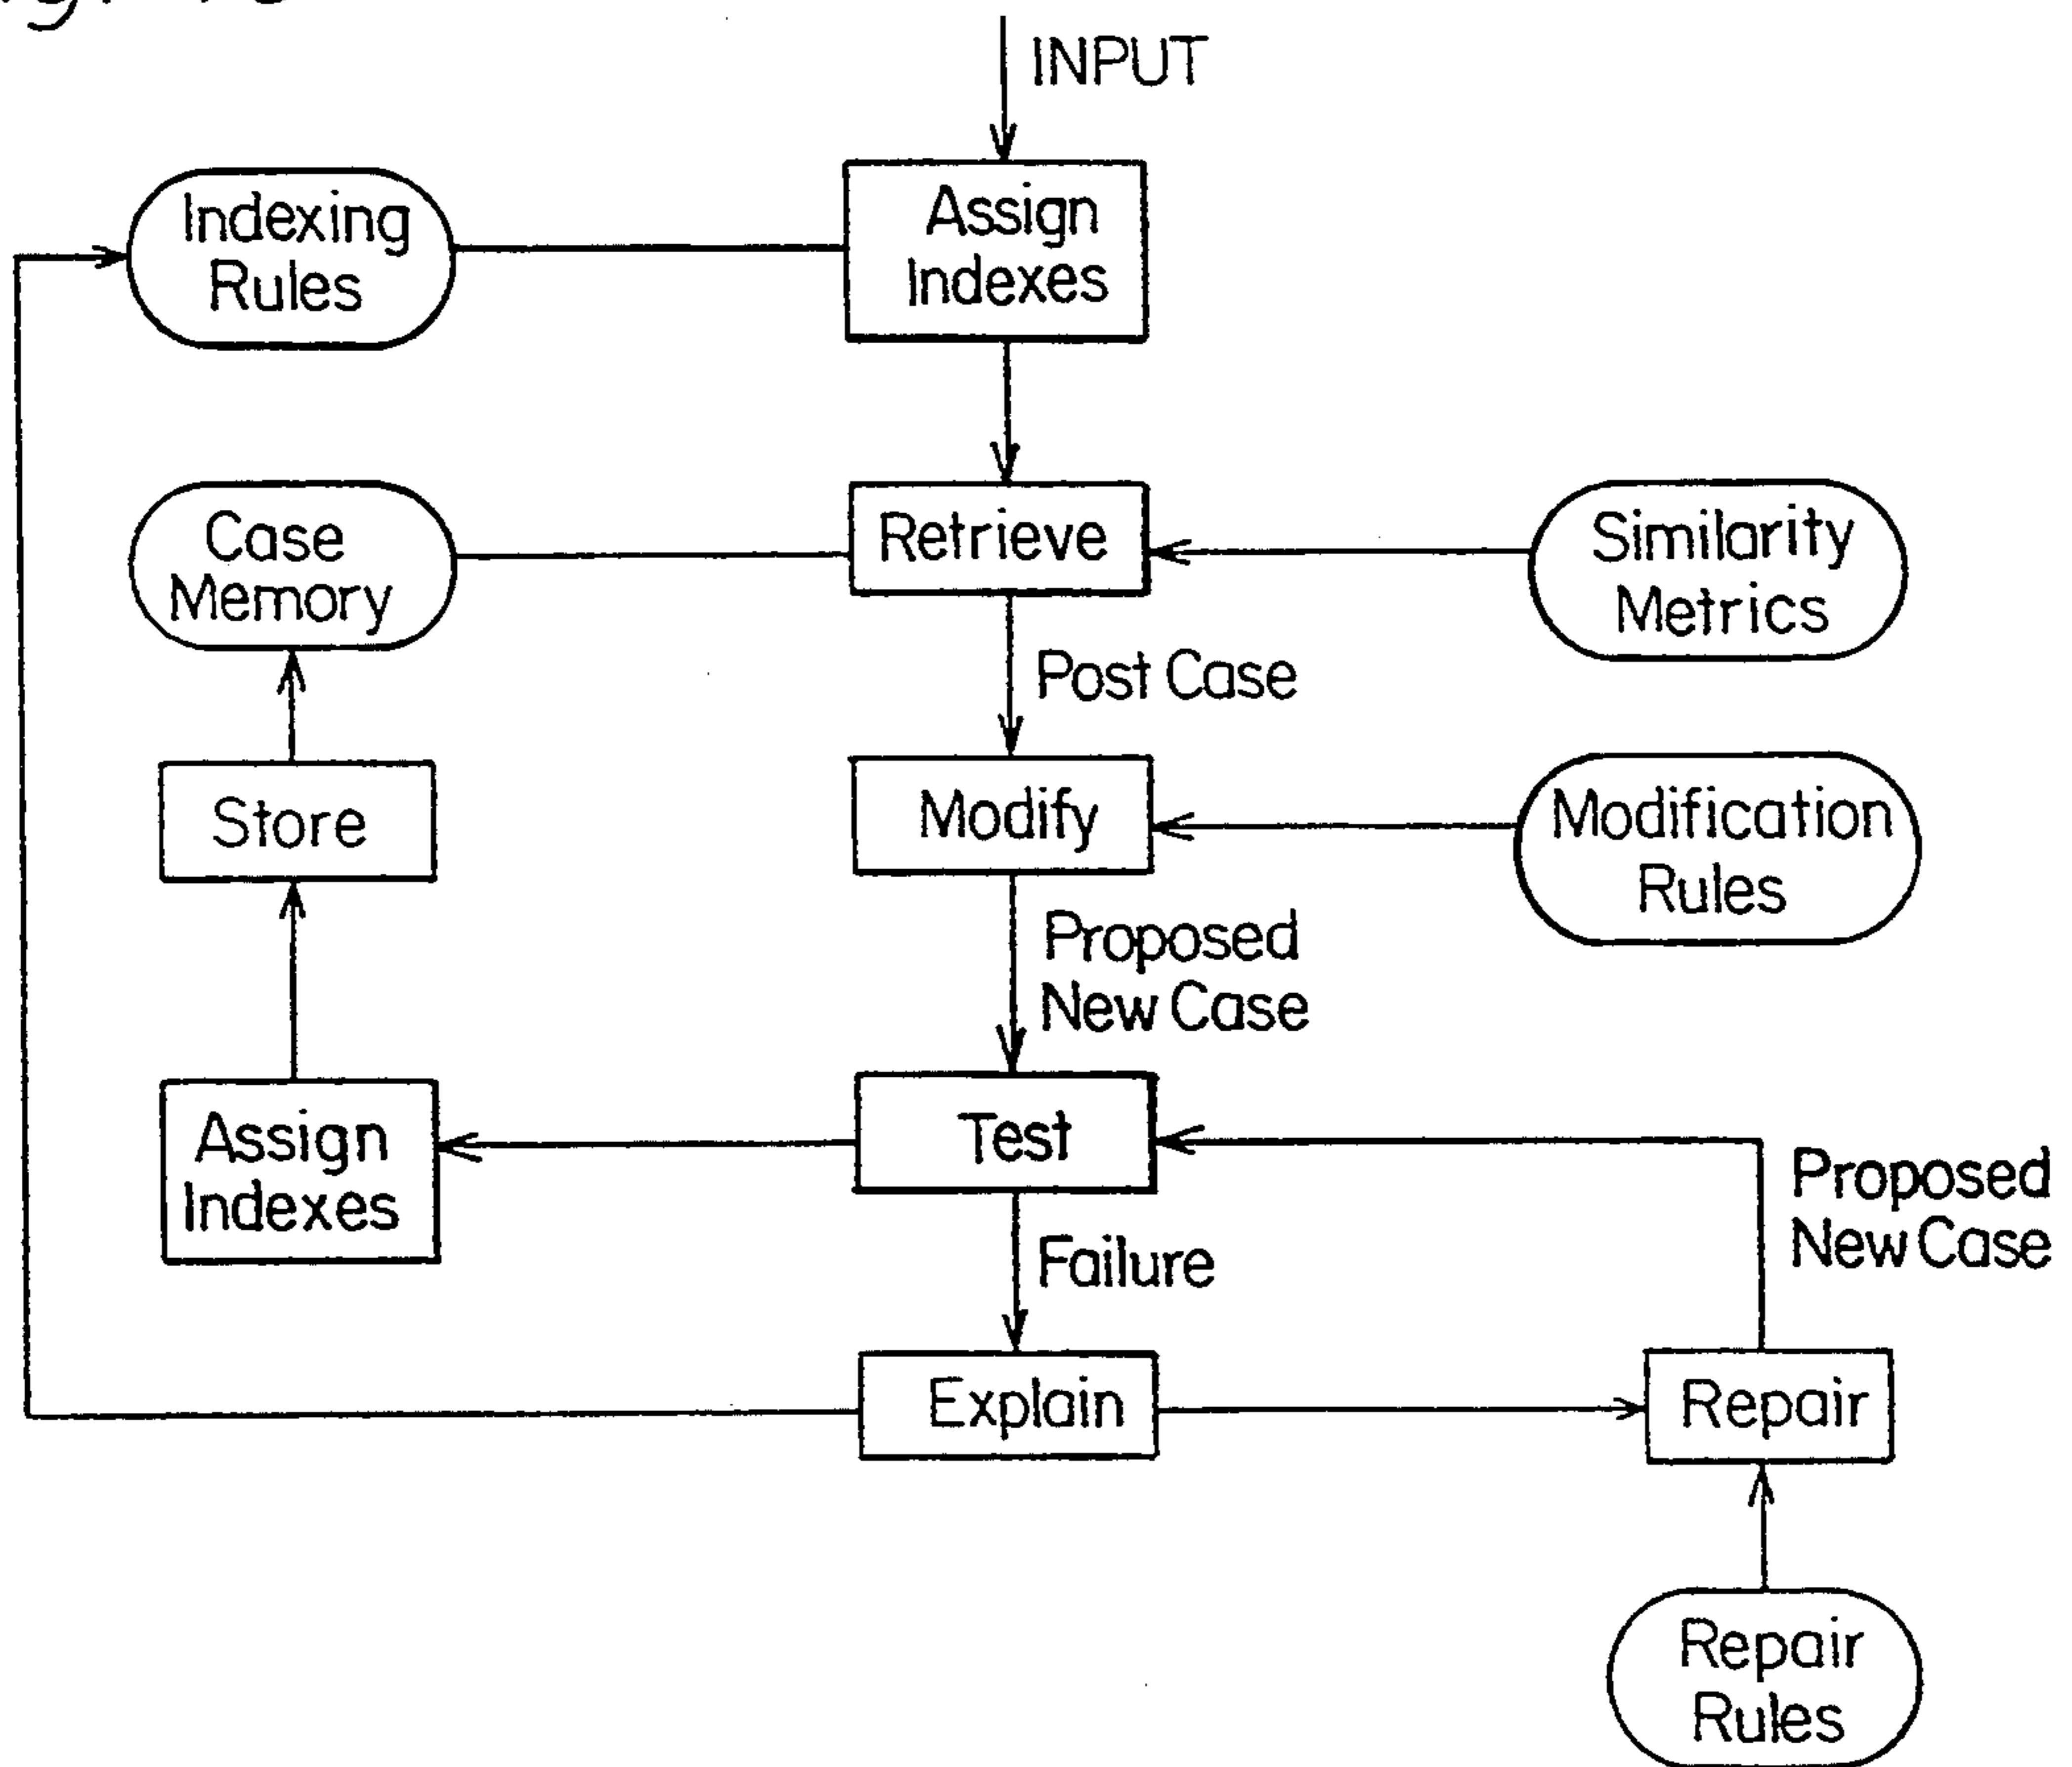 INPUT
Indexing
Rules
Assign
Indexes
Case
Memory
Retrieve
Similarity
Metrics
Post Case
Store
Modify
Modification
Rules
Proposed
New Case
Assign
Indexes
Test
Proposed
New Case
Failure
Explain
Repair
Repair
Rules